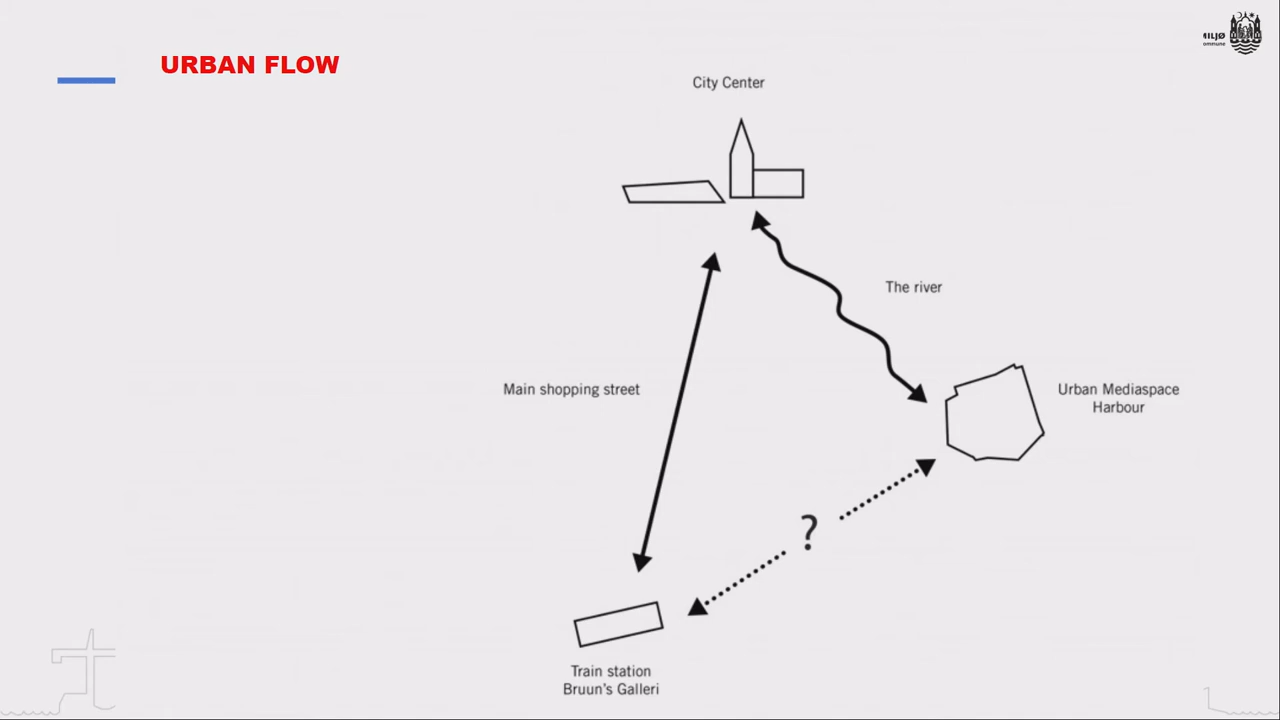 URBAN FLOW
City Center
The river
Main shopping street
Urban Mediaspace
Harbour
?
Train station
Bruun's Galleri